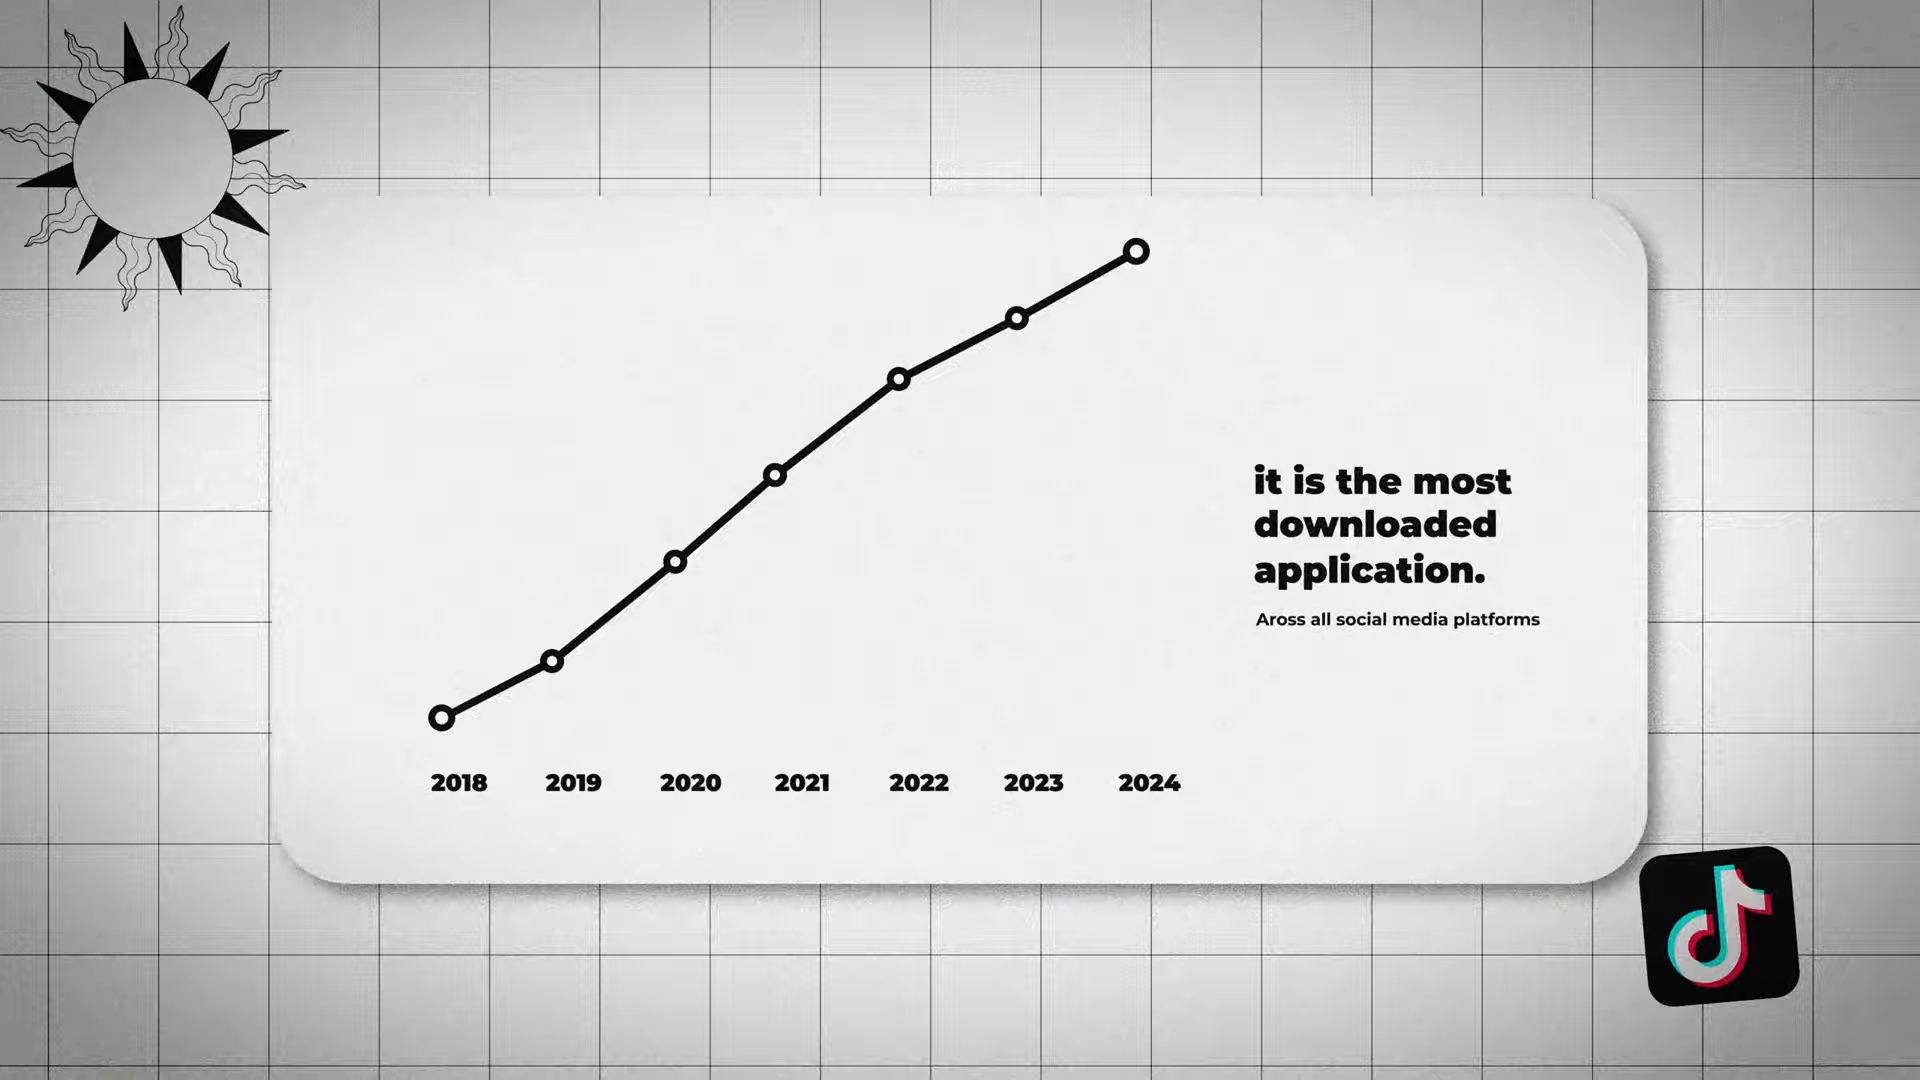 it is the most
downloaded
application.
Aross all social media platforms
2018 2019 2020 2021 2022 2023 2024